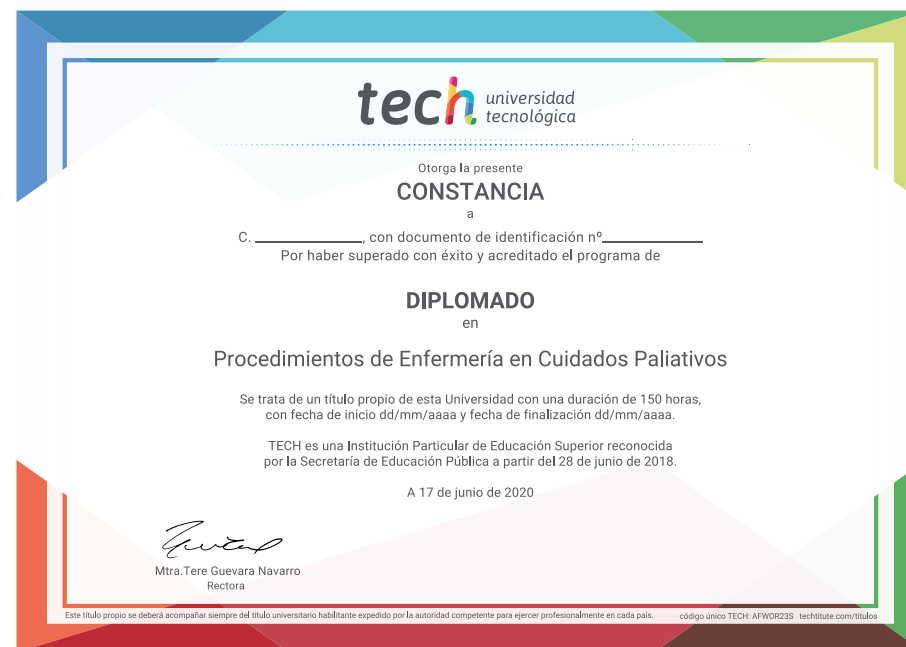 tech universidad
tecnológica
Otorga la presente
CONSTANCIA
a
C. ____________, con documento de identificación nº____________
Por haber superado con éxito y acreditado el programa de
DIPLOMADO
en
Procedimientos de Enfermería en Cuidados Paliativos
Se trata de un título propio de esta Universidad con una duración de 150 horas,
con fecha de inicio dd/mm/aaaa y fecha de finalización dd/mm/aaaa.
TECH es una Institución Particular de Educación Superior reconocida
por la Secretaría de Educación Pública a partir del 28 de junio de 2018.
A 17 de junio de 2020
Mtra.Tere Guevara Navarro
Rectora
Este título propio se deberá acompañar siempre del título universitario habilitante expedido por la autoridad competente para ejercer profesionalmente en cada país. código único TECH: AFWOR23S techtitute.com/titulos